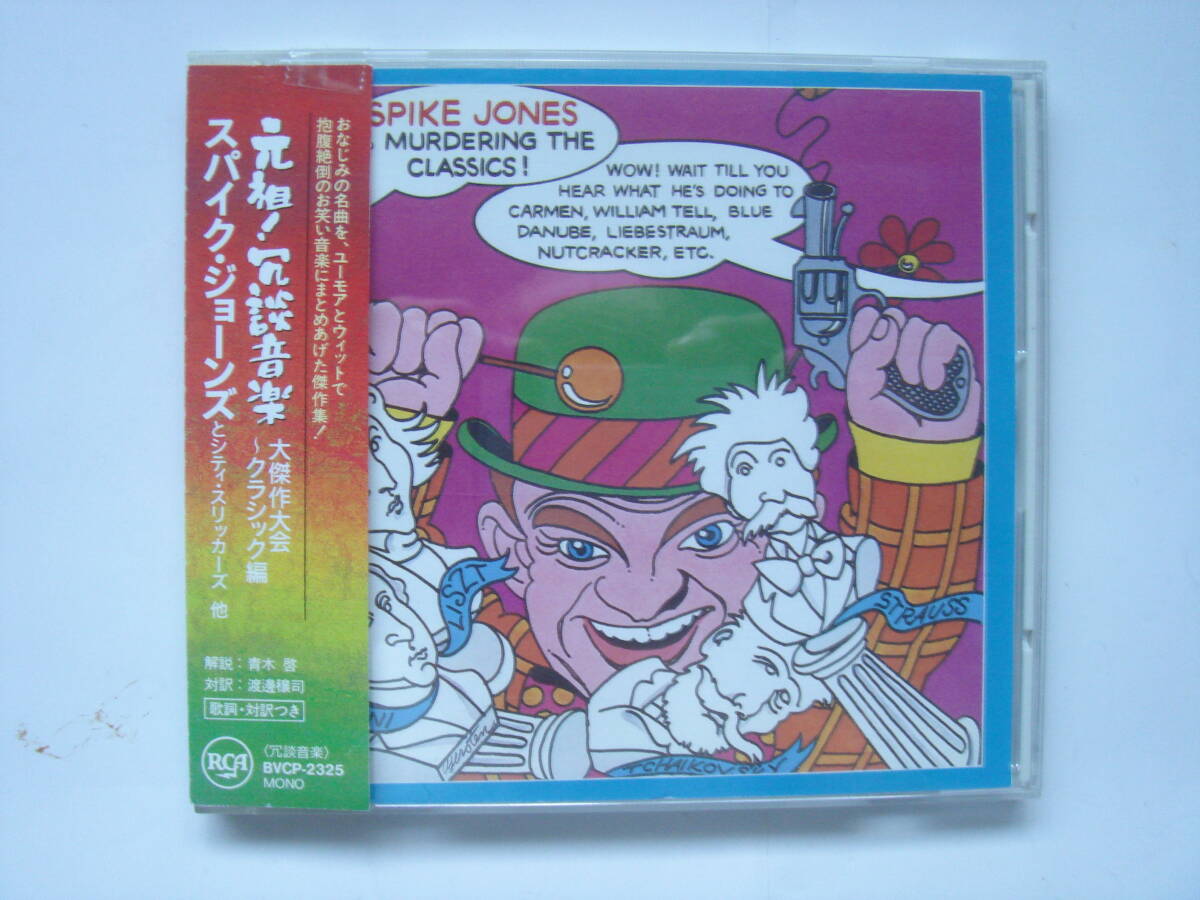 おなじみの名曲を、ユーモアとウィットで
抱腹絶倒のお笑い音楽にまとめあげた傑作集!
元祖!冗談音楽
大傑作大会
~クラシック編
スパイク・ジョーンズとシティ・スリッカーズ 他
解説:青木 啓
対訳:渡邊穣司
歌詞・対訳つき
RCA
(冗談音楽)
BVCP-2325
MONO
SPIKE JONES
MURDERING THE
CLASSICS!
WOW! WAIT TILL YOU
HEAR WHAT HE'S DOING TO
CARMEN, WILLIAM TELL, BLUE
DANUBE, LIEBESTRAUM,
NUTCRACKER, ETC.
LISZT
STRAUSS
NI
TCHAIKOVSKY